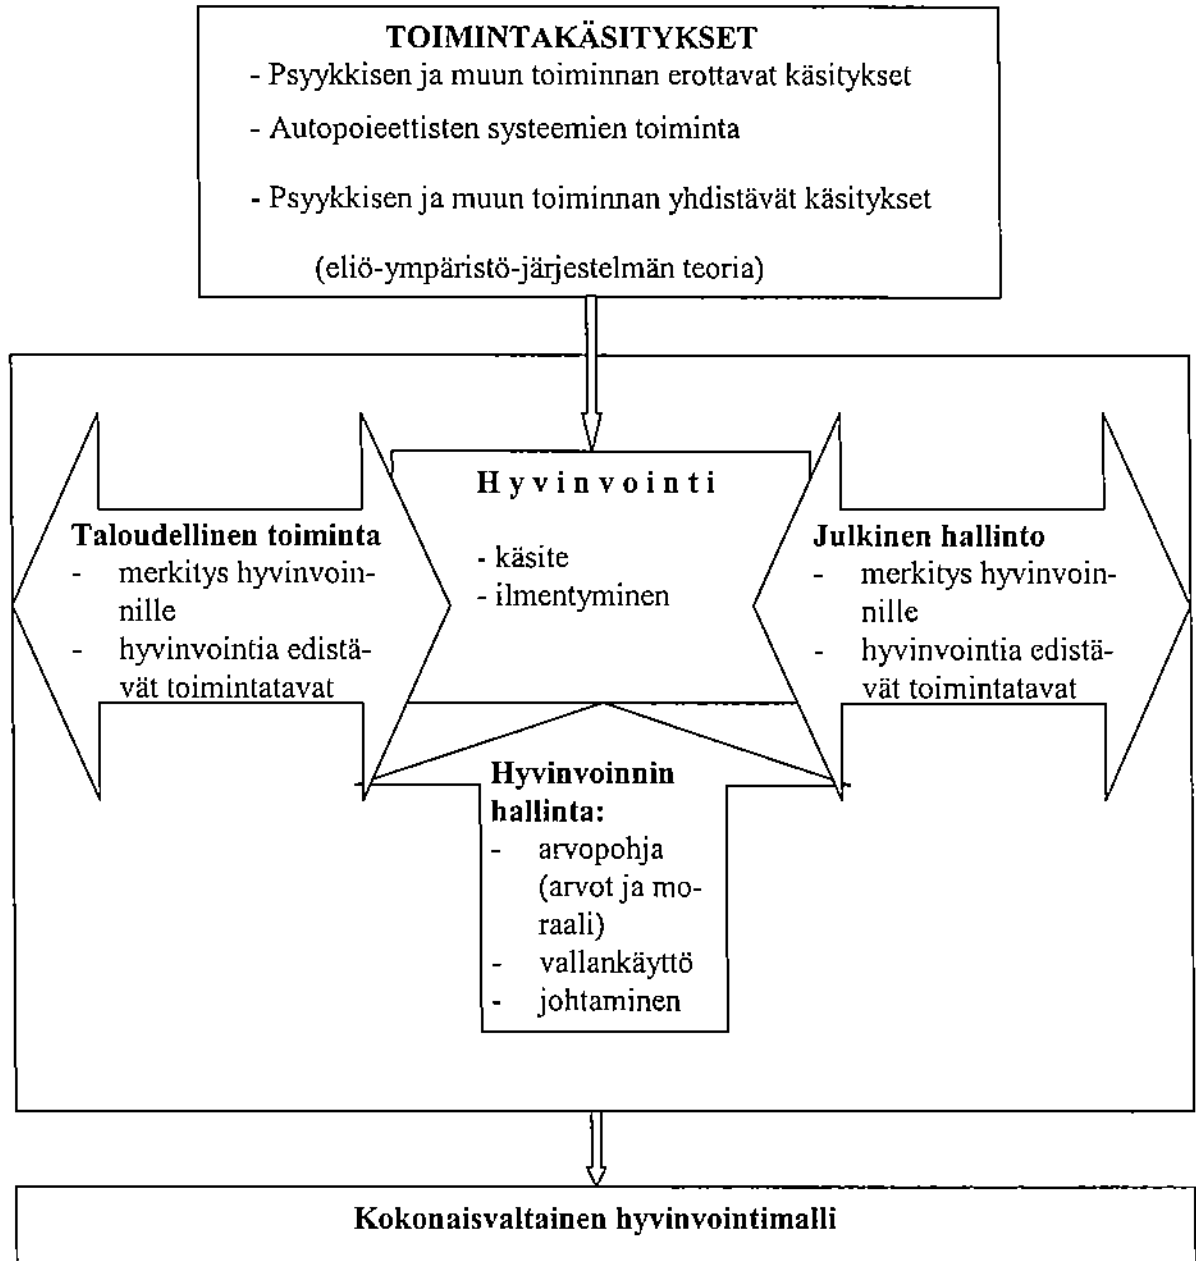 TOIMINTAKÄSITYKSET
- Psyykkisen ja muun toiminnan erottavat käsitykset
- Autopoieettisten systeemien toiminta
- Psyykkisen ja muun toiminnan yhdistävät käsitykset
(eliö-ympäristö-järjestelmän teoria)
Taloudellinen toiminta
- merkitys hyvinvoin-
nille
- hyvinvointia edistä-
vät toimintatavat
H y v i n v o i n t i
- käsite
- ilmentyminen
Julkinen hallinto
- merkitys hyvinvoin-
nille
- hyvinvointia edistä-
vät toimintatavat
Hyvinvoinnin
hallinta:
- arvopohja
(arvot ja mo-
raali)
- vallankäyttö
- johtaminen
Kokonaisvaltainen hyvinvointimalli